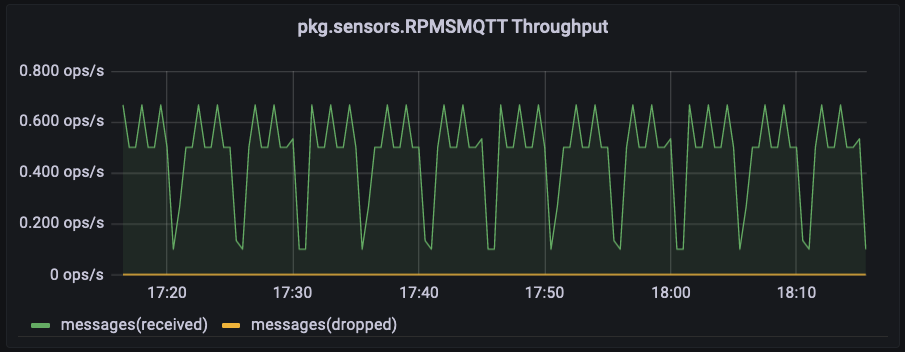 pkg.sensors.RPMSMQTT Throughput
0.800 ops/s
0.600 ops/s
0.400 ops/s
0.200 ops/s
0 ops/s
17:20 17:30 17:40 17:50 18:00 18:10
messages(received) messages(dropped)